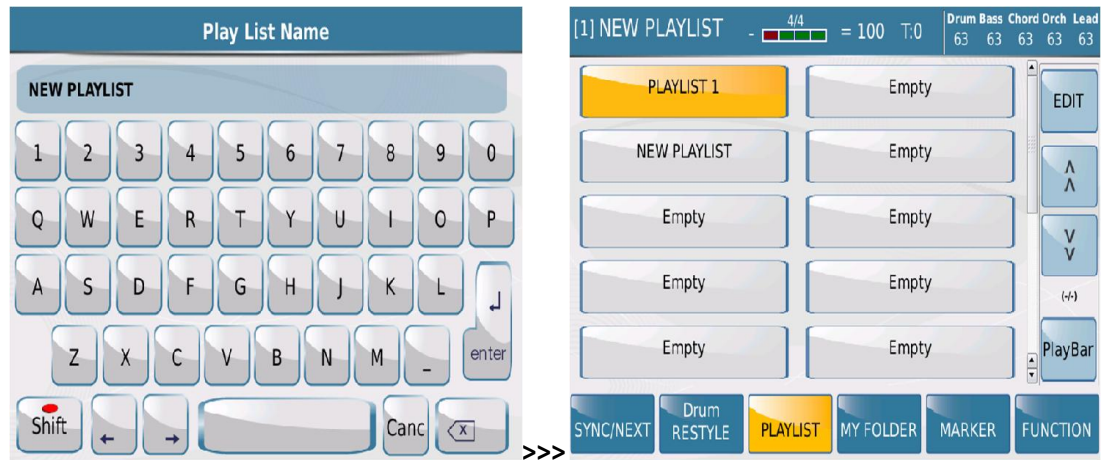 Play List Name
NEW PLAYLIST
1 2 3 4 5 6 7 8 9 0
Q W E R T Y U I O P
A S D F G H J K L ↵
Z X C V B N M _ enter
Shift ← → Canc X
>>>
[1] NEW PLAYLIST - 4/4 = 100 T:0
Drum Bass Chord Orch Lead
63 63 63 63 63
PLAYLIST 1 Empty
EDIT
NEW PLAYLIST Empty
Empty Empty
Empty Empty
(-/-)
Empty Empty
PlayBar
SYNC/NEXT Drum RESTYLE PLAYLIST MY FOLDER MARKER FUNCTION